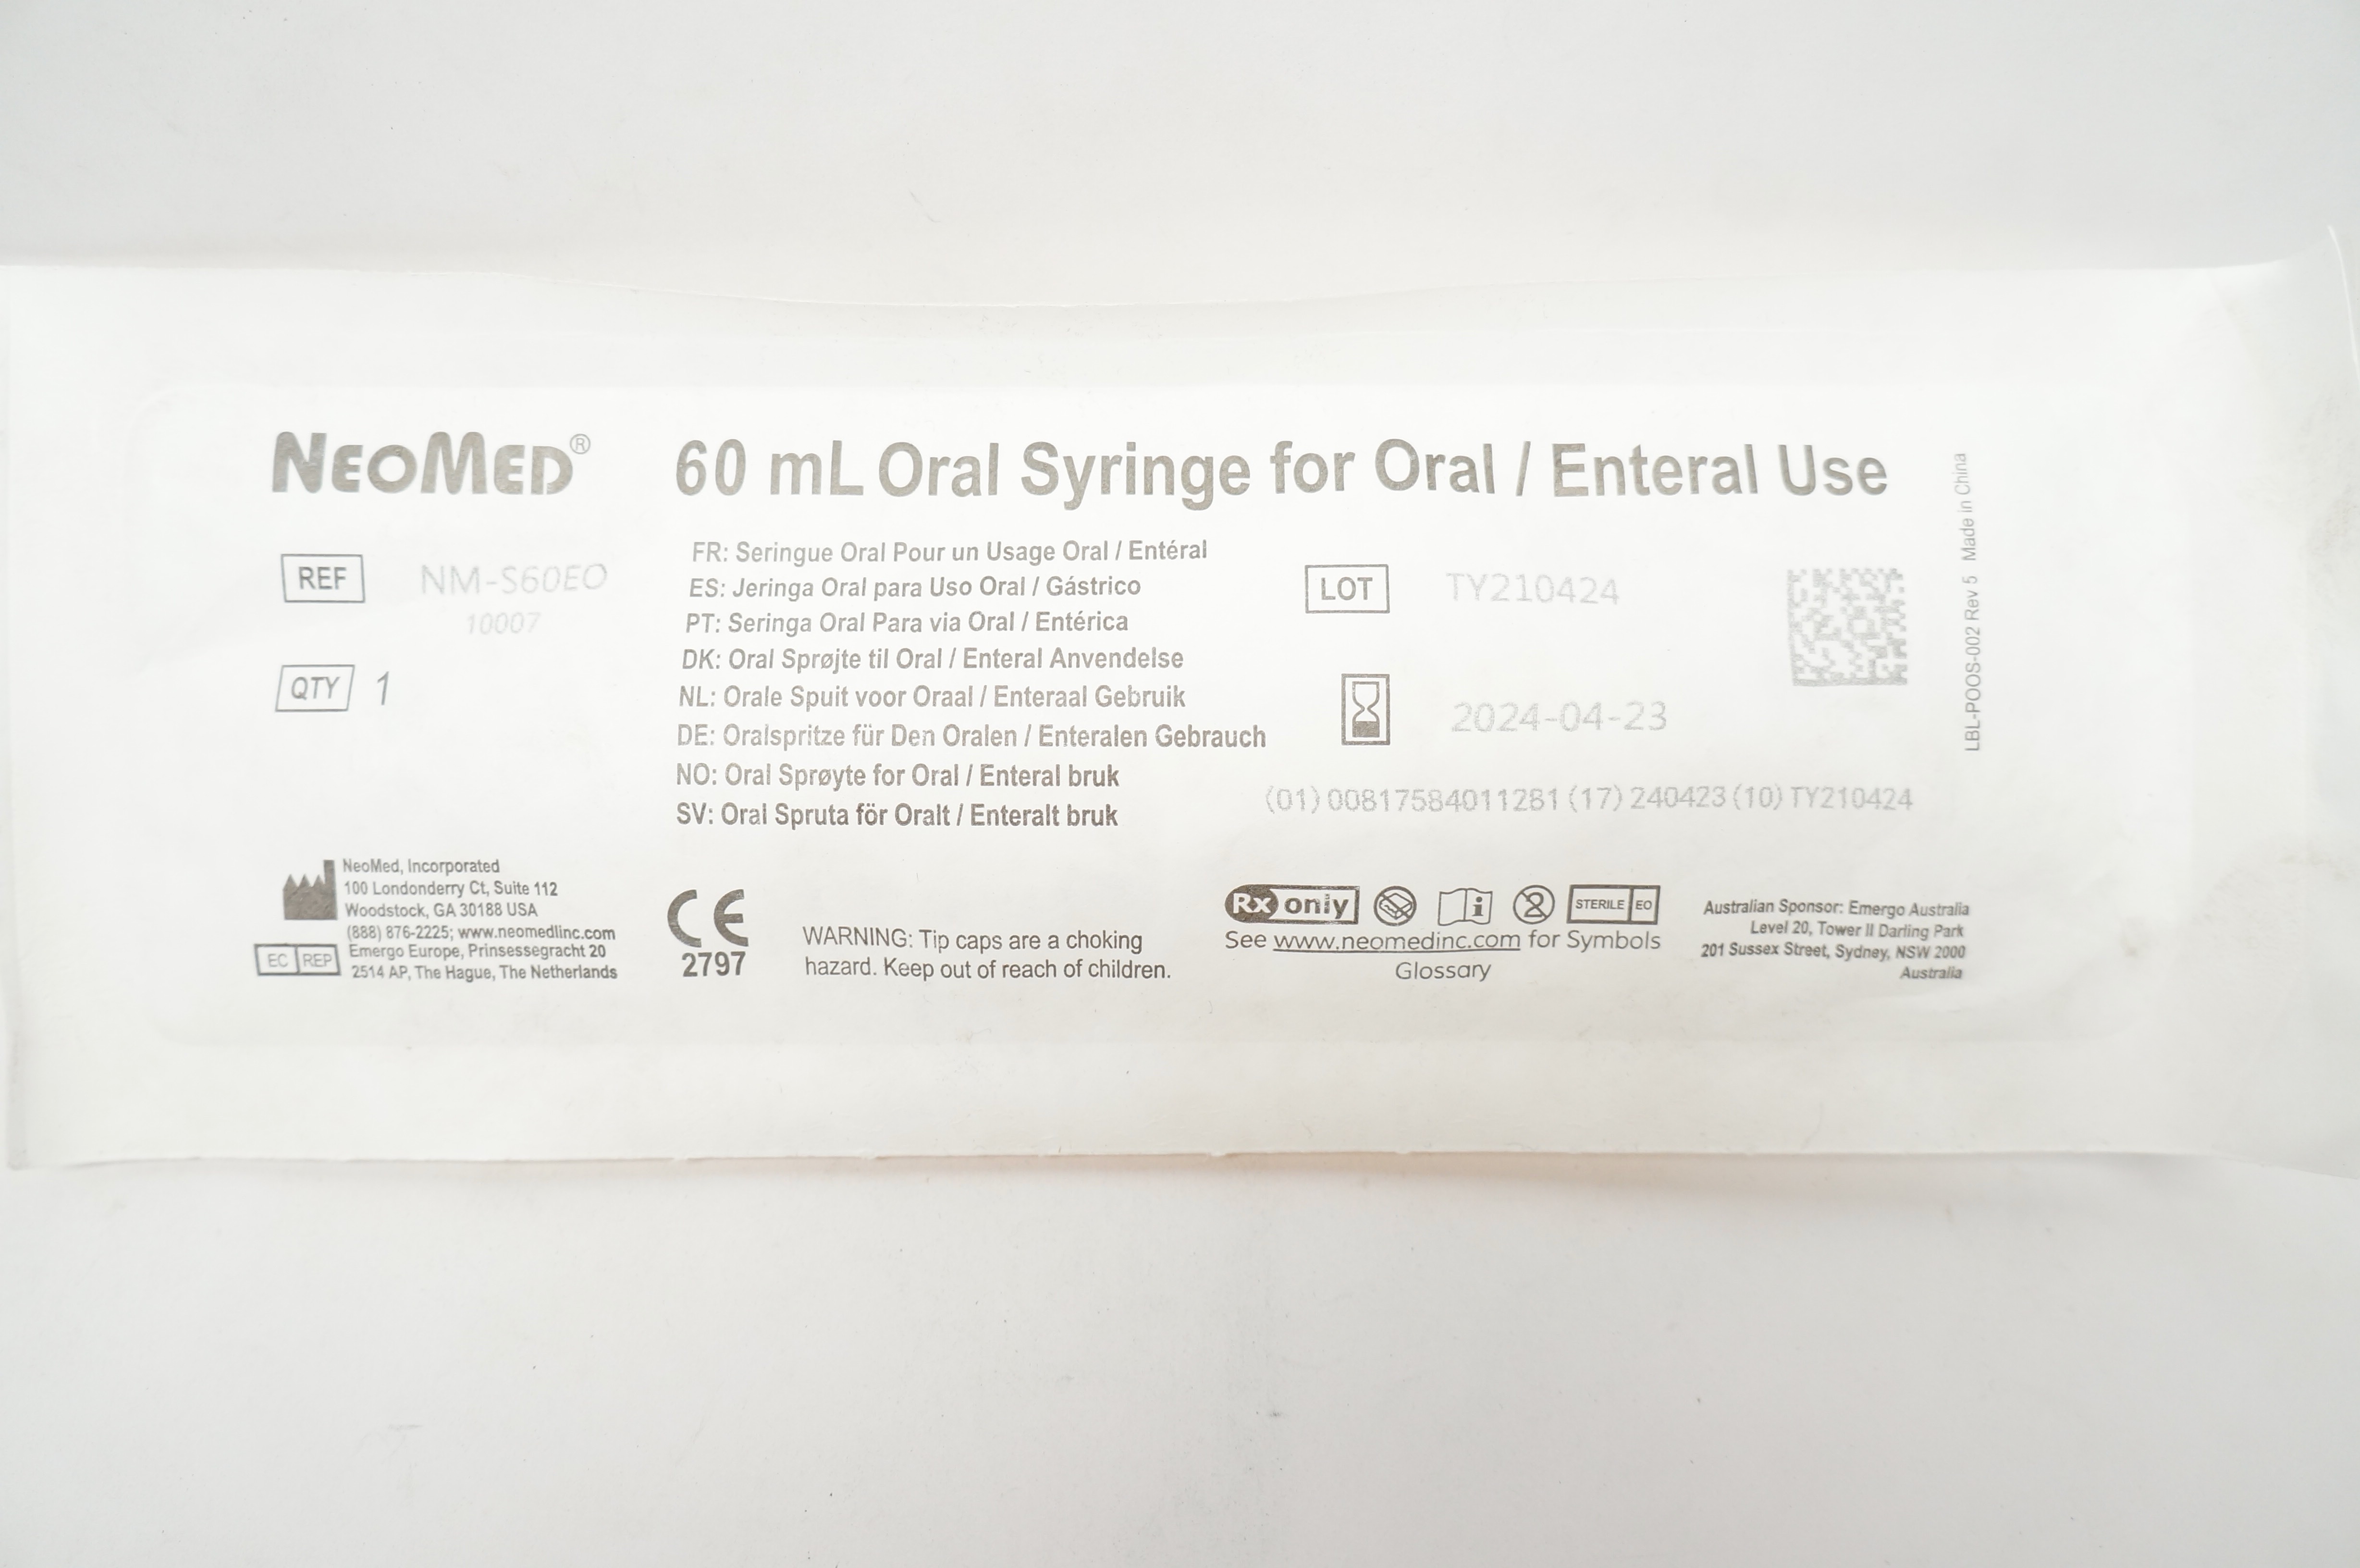 NEOMED®
60 mL Oral Syringe for Oral / Enteral Use
REF NM-S60EO
10007
QTY 1
FR: Seringue Oral Pour un Usage Oral / Entéral
ES: Jeringa Oral para Uso Oral / Gástrico
PT: Seringa Oral Para via Oral / Entérica
DK: Oral Sprøjte til Oral / Enteral Anvendelse
NL: Orale Spuit voor Oraal / Enteraal Gebruik
DE: Oralspritze für Den Oralen / Enteralen Gebrauch
NO: Oral Sprøyte for Oral / Enteral bruk
SV: Oral Spruta för Oralt / Enteralt bruk
LOT TY210424
2024-04-23
(01) 00817584011281 (17) 240423 (10) TY210424
LBL-POOS-002 Rev 5 Made in China
NeoMed, Incorporated
100 Londonderry Ct, Suite 112
Woodstock, GA 30188 USA
(888) 876-2225; www.neomedinc.com
EC REP
Emergo Europe, Prinsessegracht 20
2514 AP, The Hague, The Netherlands
CE
2797
WARNING: Tip caps are a choking
hazard. Keep out of reach of children.
Rx only 2 STERILE EO
See www.neomedinc.com for Symbols
Glossary
Australian Sponsor: Emergo Australia
Level 20, Tower II Darling Park
201 Sussex Street, Sydney, NSW 2000
Australia